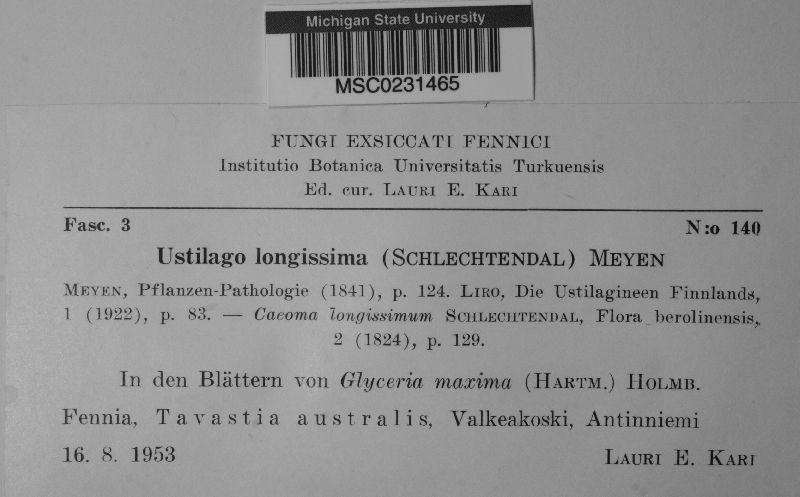 Michigan State University
MSC0231465
FUNGI EXSICCATI FENNICI
Institutio Botanica Universitatis Turkuensis
Ed. cur. LAURI E. KARI
Fasc. 3 N:o 140
Ustilago longissima (SCHLECHTENDAL) MEYEN
MEYEN, Pflanzen-Pathologie (1841), p. 124. LIRO, Die Ustilagineen Finnlands,
1 (1922), p. 83. — Caeoma longissimum SCHLECHTENDAL, Flora berolinensis,
2 (1824), p. 129.
In den Blättern von Glyceria maxima (HARTM.) HOLMB.
Fennia, Tavastia australis, Valkeakoski, Antinniemi
16. 8. 1953 LAURI E. KARI